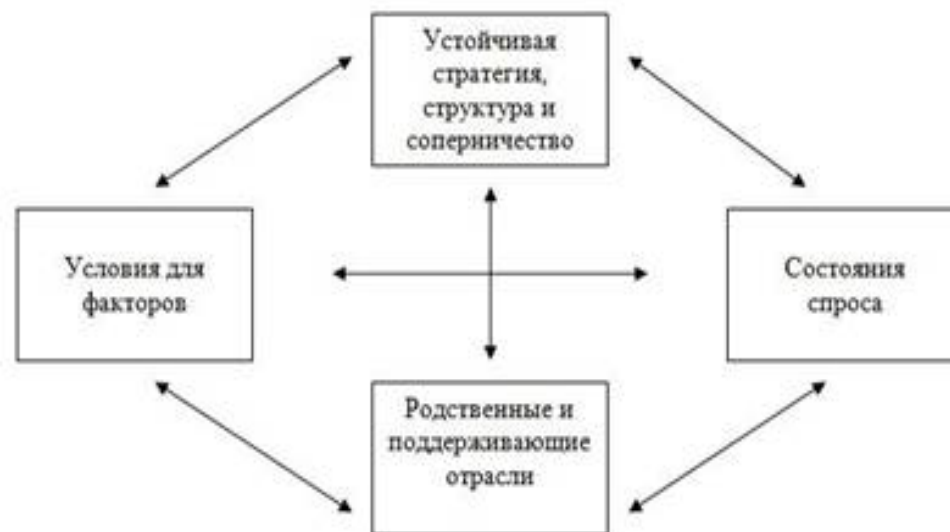 Устойчивая
стратегия,
структура и
соперничество
Условия для
факторов
Состояния
спроса
Родственные и
поддерживающие
отрасли